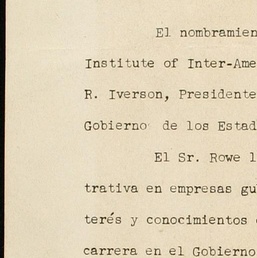 El nombramien
Institute of Inter-Ame
R. Iverson, Presidente
Gobierno de los Estad
El Sr. Rowe l
trativa en empresas gu
terés y conocimientos
carrera en el Gobierno